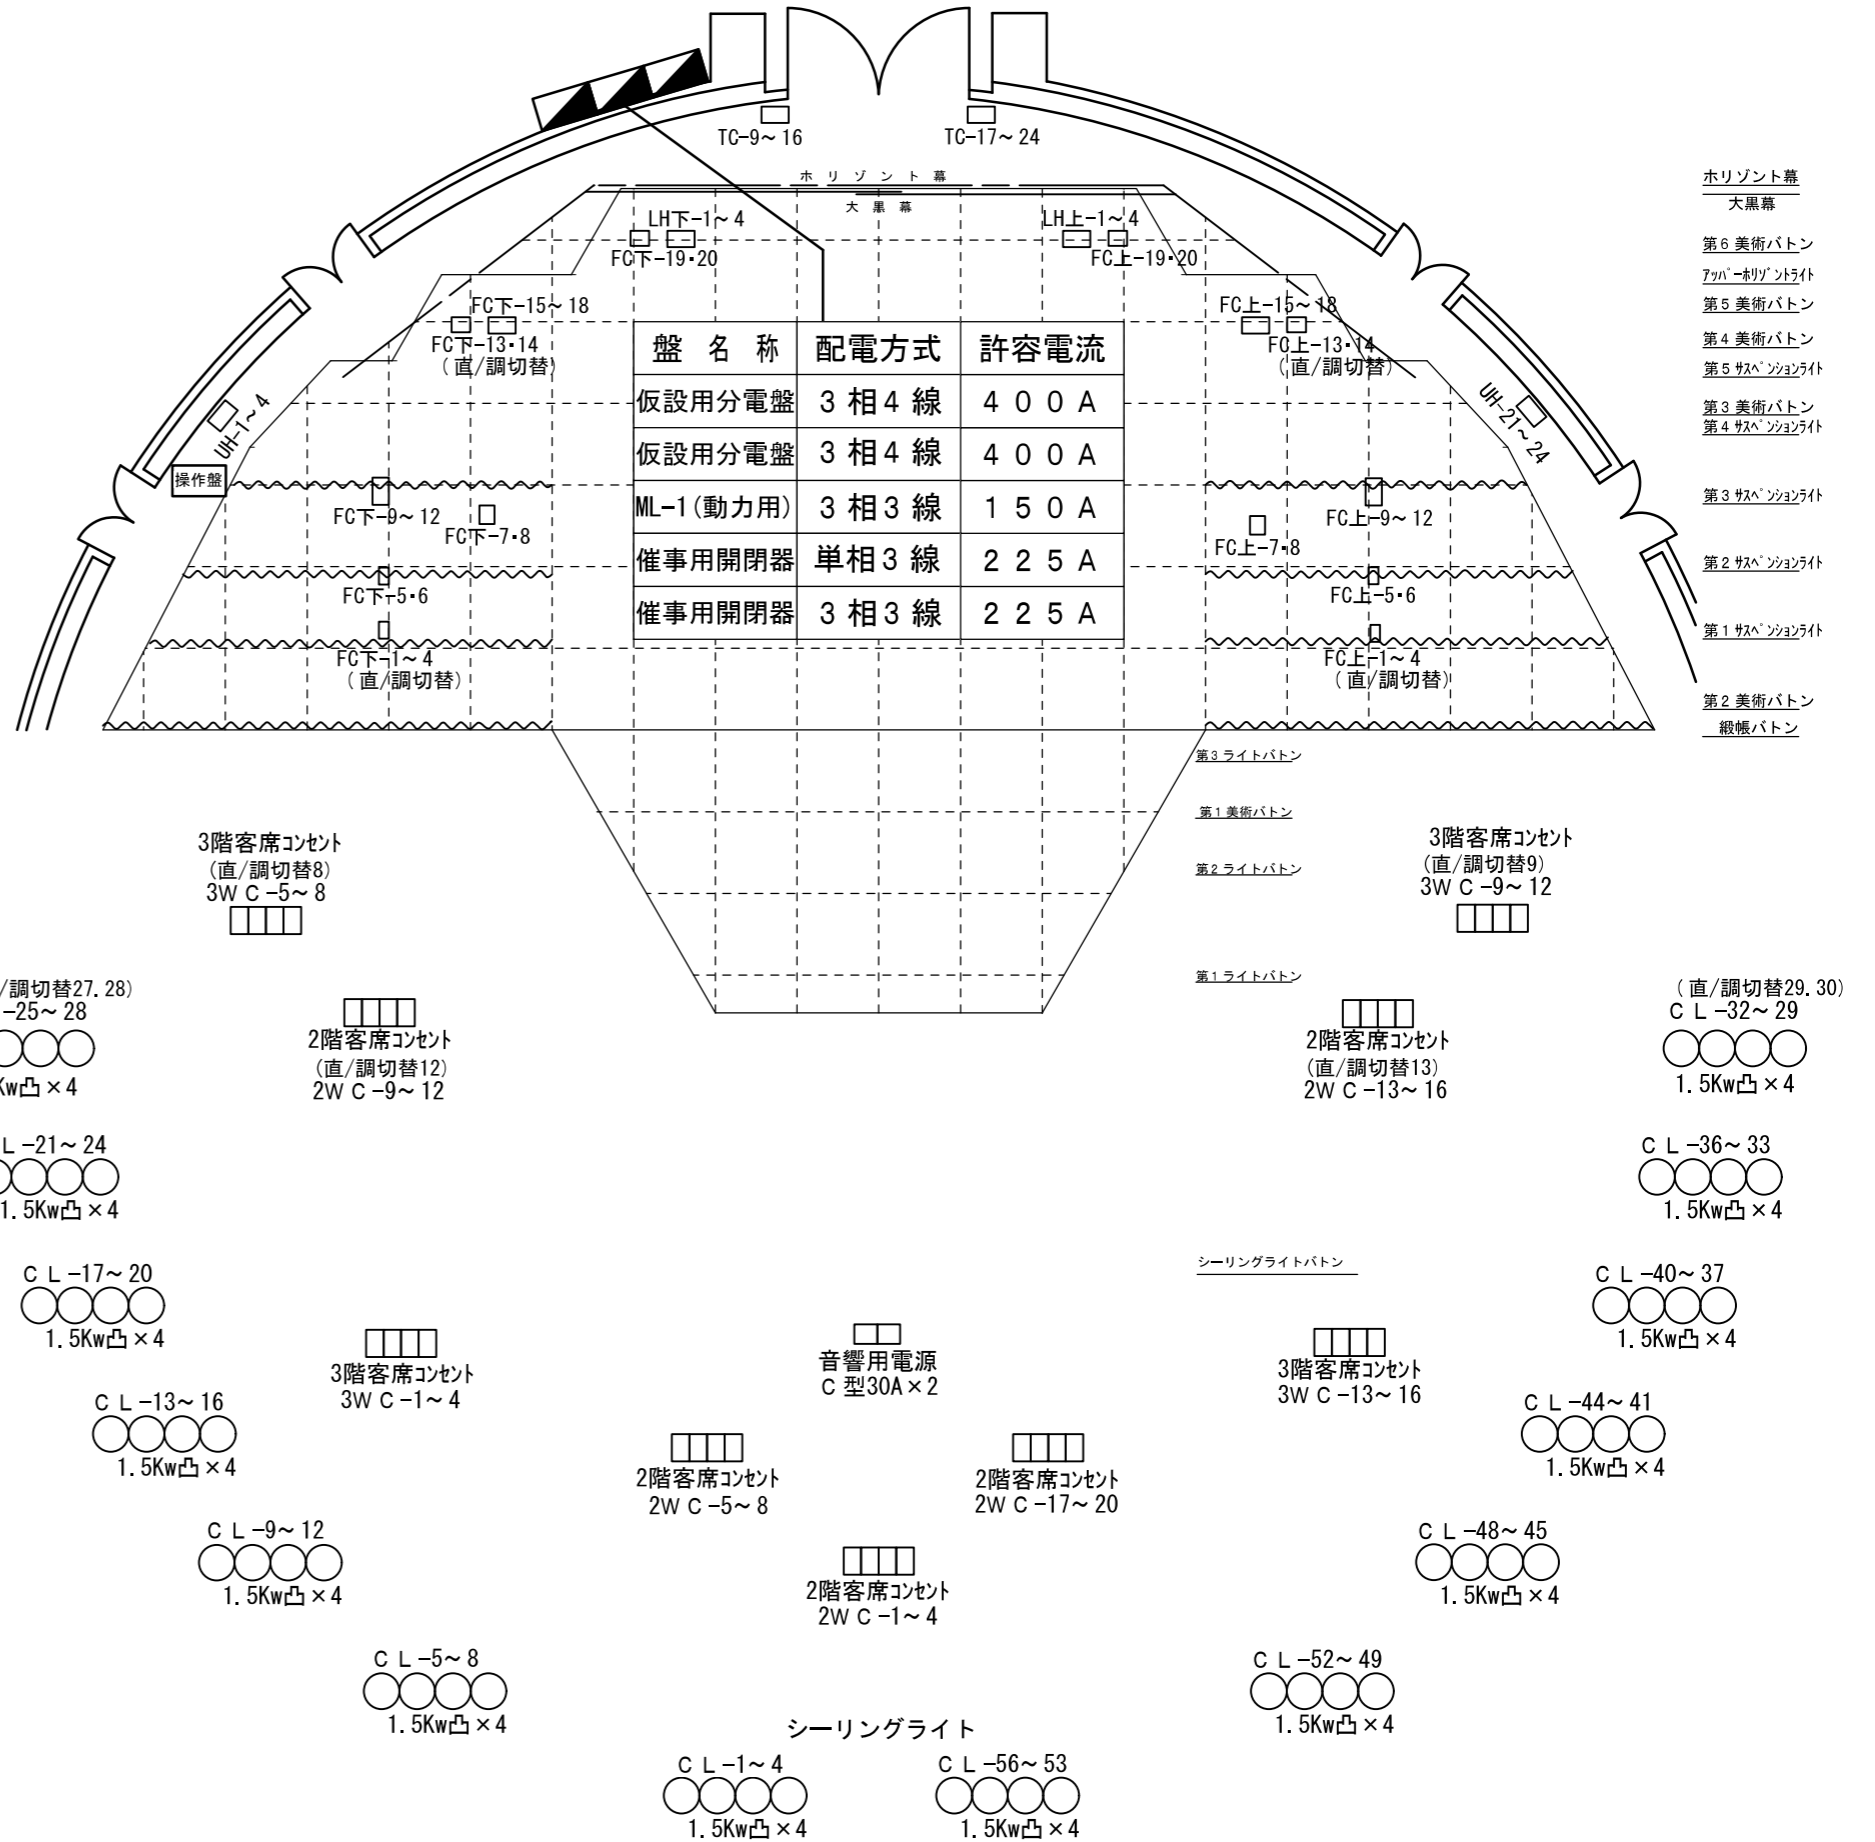 TC-9~16
TC-17~24
ホリゾント幕
大黒幕
LH下-1~4
FC下-19・20
LH上-1~4
FC上-19・20
FC下-15~18
FC下-13・14
(直/調切替)
FC上-15~18
FC上-13・14
(直/調切替)
UH-1~4
UH-21~24
操作盤
盤名称 配電方式 許容電流
仮設用分電盤 3相4線 400A
仮設用分電盤 3相4線 400A
ML-1(動力用) 3相3線 150A
催事用開閉器 単相3線 225A
催事用開閉器 3相3線 225A
FC下-9~12
FC下-7・8
FC下-5・6
FC下-1~4
(直/調切替)
FC上-9~12
FC上-7・8
FC上-5・6
FC上-1~4
(直/調切替)
ホリゾント幕
大黒幕
第6美術バトン
アッパーホリゾントライト
第5美術バトン
第4美術バトン
第5サスペンションライト
第3美術バトン
第4サスペンションライト
第3サスペンションライト
第2サスペンションライト
第1サスペンションライト
第2美術バトン
緞帳バトン
第3ライトバトン
第1美術バトン
第2ライトバトン
第1ライトバトン
3階客席コンセント
(直/調切替8)
3WC-5~8
3階客席コンセント
(直/調切替9)
3WC-9~12
/調切替27.28)
-25~28
Kw凸×4
2階客席コンセント
(直/調切替12)
2WC-9~12
2階客席コンセント
(直/調切替13)
2WC-13~16
(直/調切替29.30)
CL-32~29
1.5Kw凸×4
L-21~24
1.5Kw凸×4
CL-36~33
1.5Kw凸×4
シーリングライトバトン
CL-17~20
1.5Kw凸×4
CL-40~37
1.5Kw凸×4
3階客席コンセント
3WC-1~4
音響用電源
C型30A×2
3階客席コンセント
3WC-13~16
CL-13~16
1.5Kw凸×4
CL-44~41
1.5Kw凸×4
2階客席コンセント
2WC-5~8
2階客席コンセント
2WC-17~20
CL-9~12
1.5Kw凸×4
CL-48~45
1.5Kw凸×4
2階客席コンセント
2WC-1~4
CL-5~8
1.5Kw凸×4
CL-52~49
1.5Kw凸×4
シーリングライト
CL-1~4
1.5Kw凸×4
CL-56~53
1.5Kw凸×4